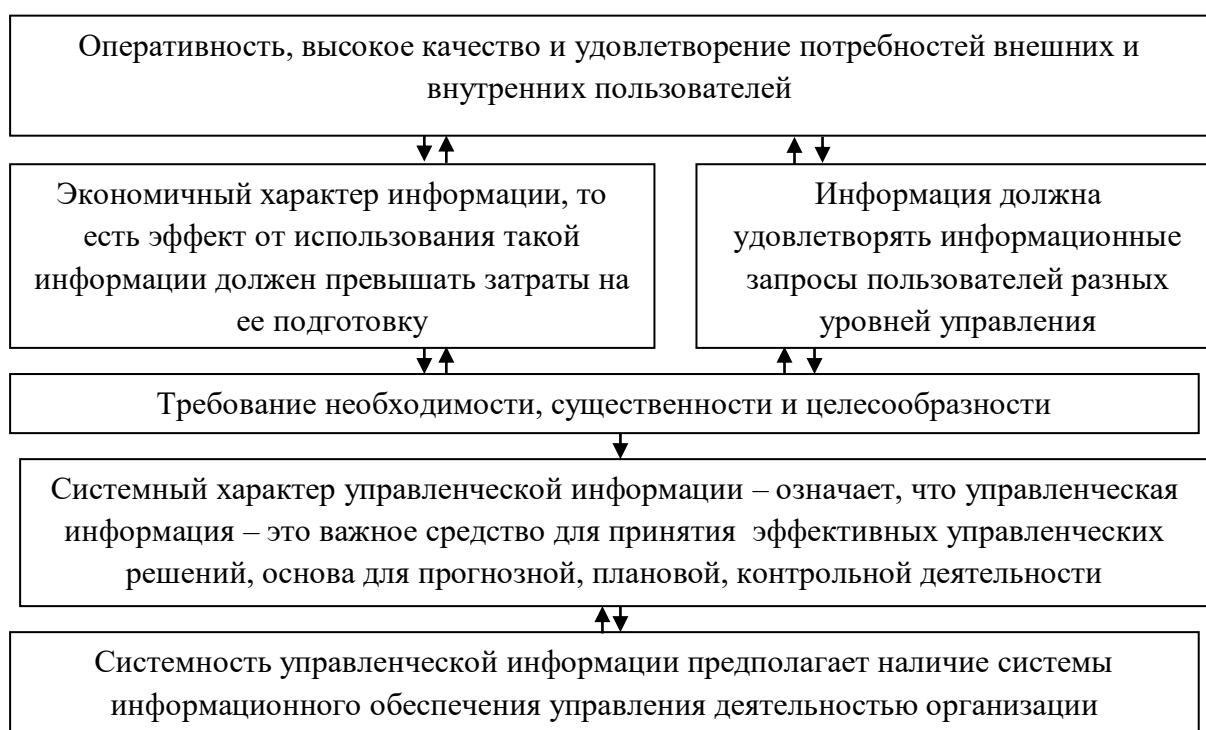 Оперативность, высокое качество и удовлетворение потребностей внешних и
внутренних пользователей
Экономичный характер информации, то
есть эффект от использования такой
информации должен превышать затраты на
ее подготовку
Информация должна
удовлетворять информационные
запросы пользователей разных
уровней управления
Требование необходимости, существенности и целесообразности
Системный характер управленческой информации – означает, что управленческая
информация – это важное средство для принятия эффективных управленческих
решений, основа для прогнозной, плановой, контрольной деятельности
Системность управленческой информации предполагает наличие системы
информационного обеспечения управления деятельностью организации